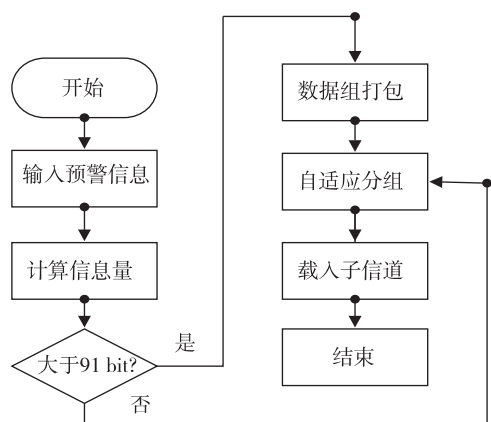 开始
输入预警信息
计算信息量
大于91 bit?
是
否
数据组打包
自适应分组
载入子信道
结束